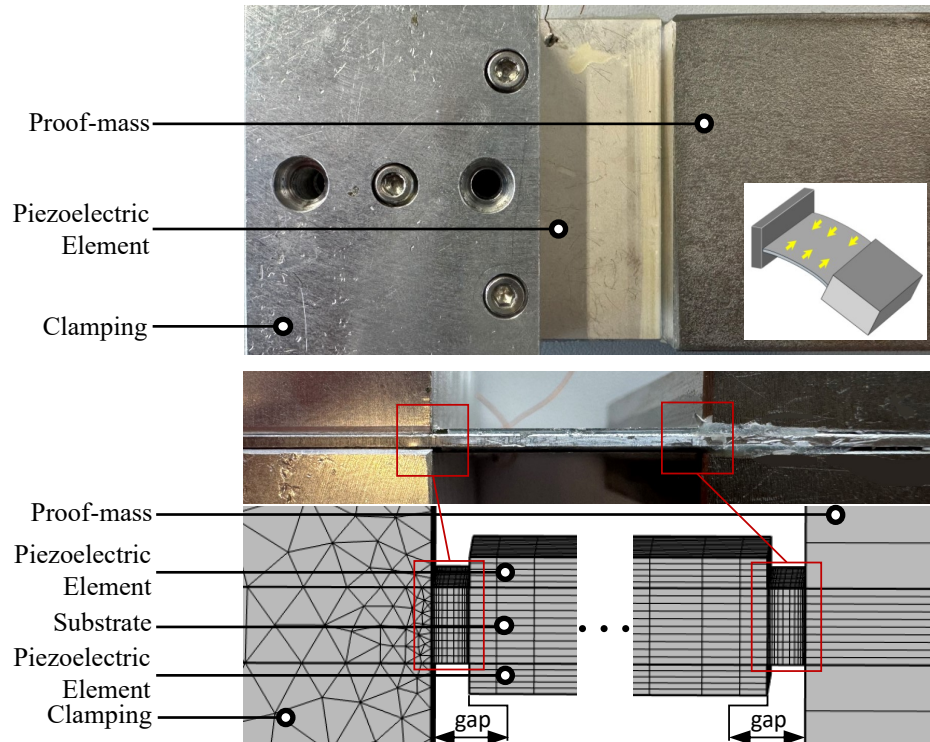 Proof-mass
Piezoelectric
Element
Clamping
Proof-mass
Piezoelectric
Element
Substrate
Piezoelectric
Element
Clamping
gap
gap